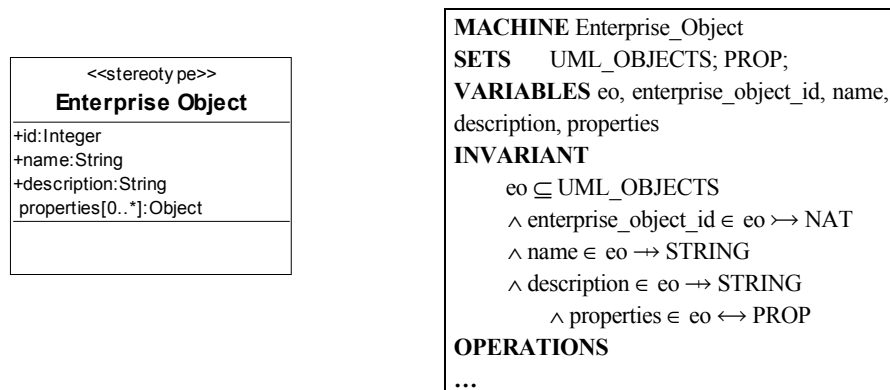 <<stereotype>>
Enterprise Object
+id:Integer
+name:String
+description:String
properties[0..*]:Object
MACHINE Enterprise_Object
SETS UML_OBJECTS; PROP;
VARIABLES eo, enterprise_object_id, name,
description, properties
INVARIANT
eo ⊆ UML_OBJECTS
∧ enterprise_object_id ∈ eo ↣ NAT
∧ name ∈ eo ⇸ STRING
∧ description ∈ eo ⇸ STRING
∧ properties ∈ eo ↔ PROP
OPERATIONS
…